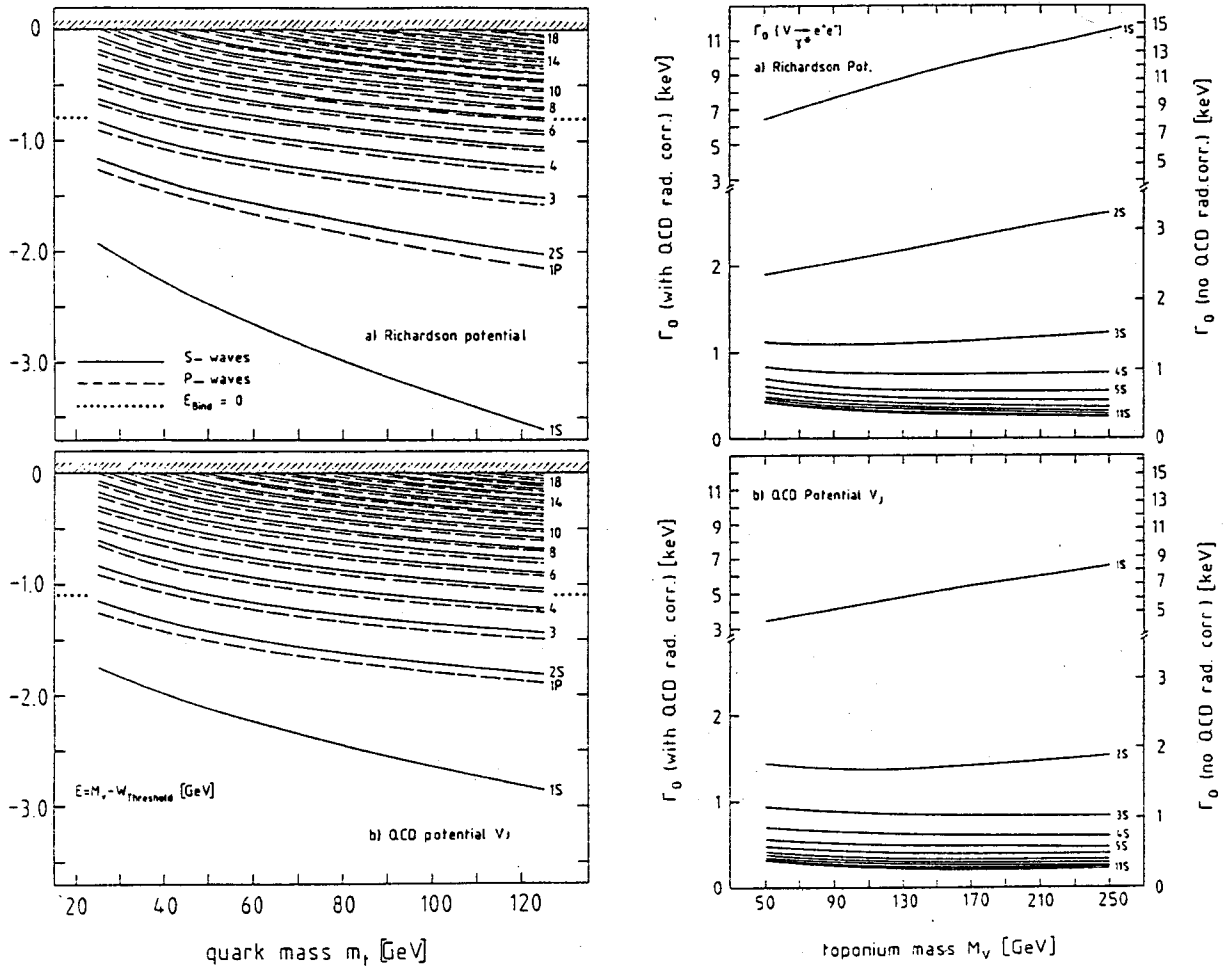 0
-1.0
-2.0
-3.0
18
14
10
8
6
4
3
2S
1P
1S
a) Richardson potential
S– waves
P– waves
E_Bind = 0
0
-1.0
-2.0
-3.0
18
14
10
8
6
4
3
2S
1P
1S
E=M_v-W_Threshold [GeV]
b) QCD potential V_J
20 40 60 80 100 120
quark mass m_t [GeV]
Γ_0 (with QCD rad. corr.) [keV]
11
9
7
5
3
2
1
0
Γ_0 (V → e⁺e⁻)
γ*
a) Richardson Pot.
1S
2S
3S
4S
5S
11S
15
13
11
9
7
5
3
2
1
0
Γ_0 (no QCD rad.corr.) [keV]
Γ_0 (with QCD rad. corr.) [keV]
11
9
7
5
3
2
1
0
b) QCD Potential V_J
1S
2S
3S
4S
5S
11S
15
13
11
9
7
5
3
2
1
0
Γ_0 (no QCD rad. corr) [keV]
50 90 130 170 210 250
toponium mass M_v [GeV]